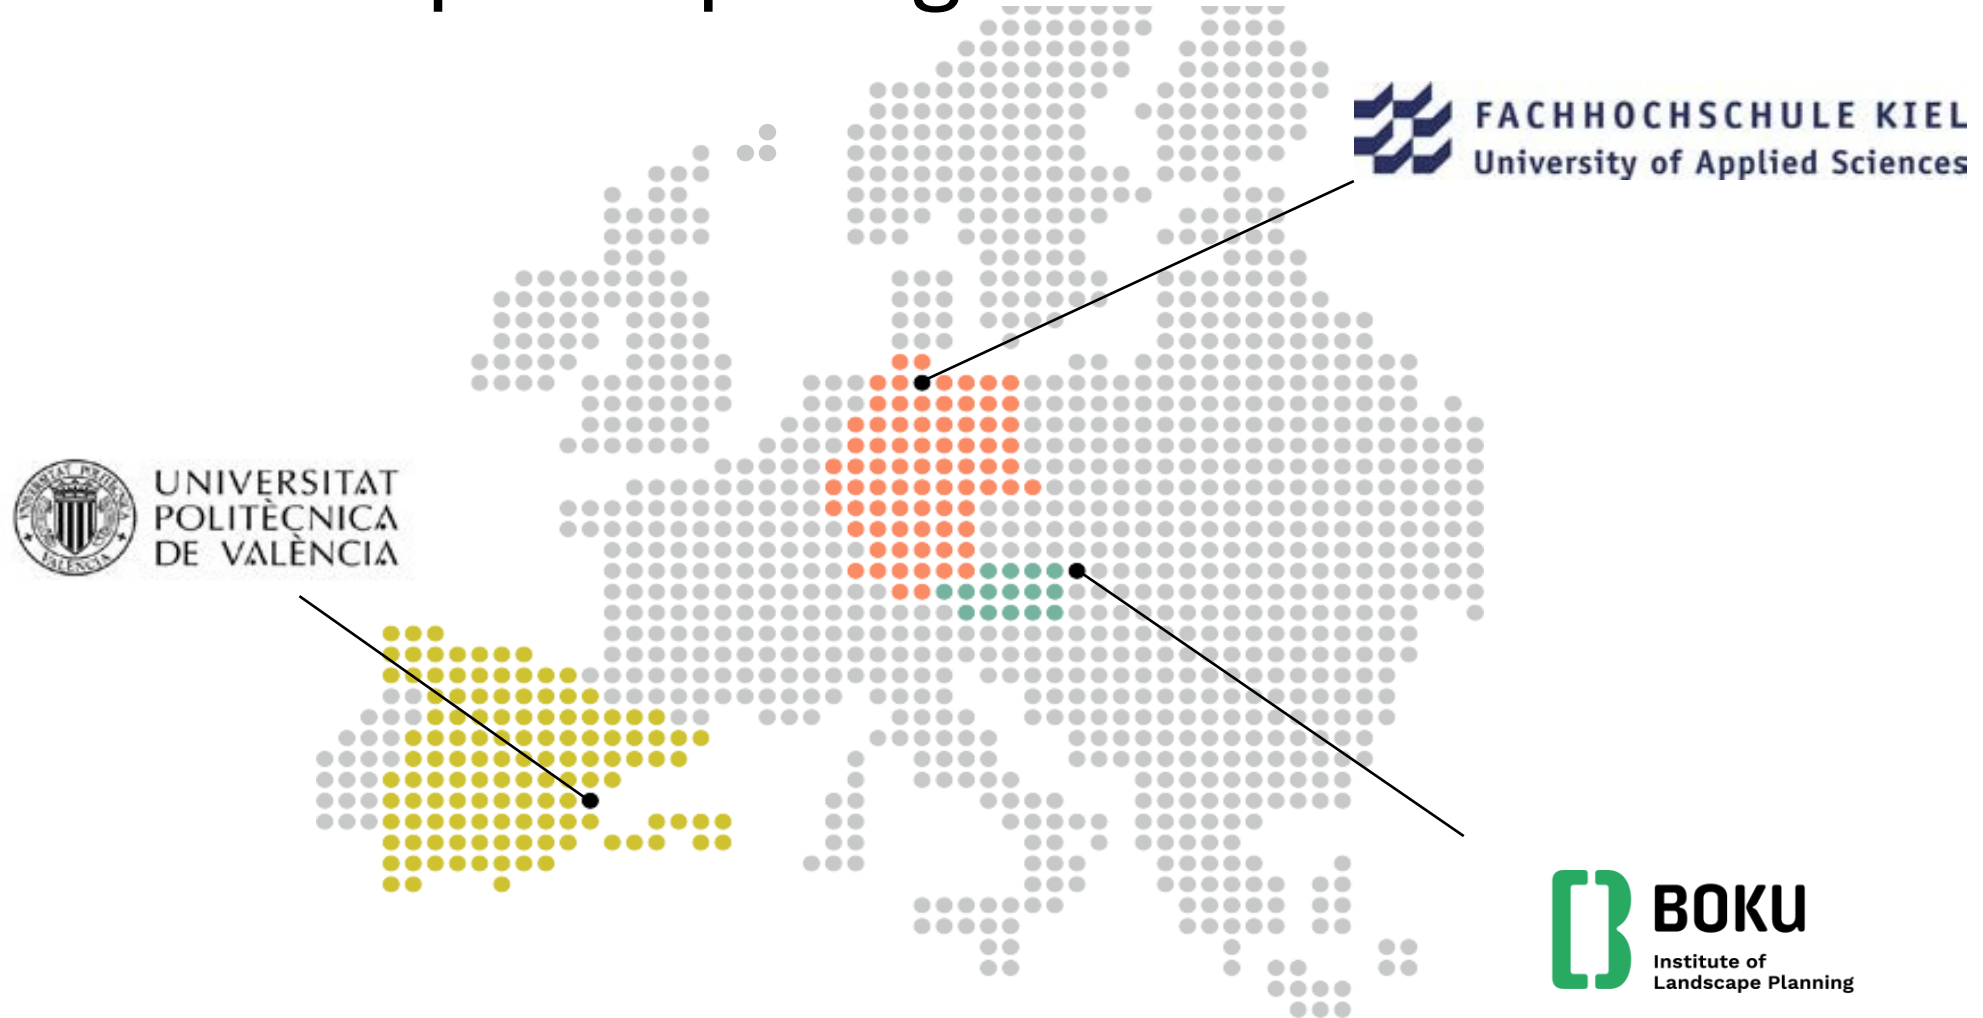 FACHHOCHSCHULE KIEL
University of Applied Sciences
UNIVERSITAT
POLITÈCNICA
DE VALÈNCIA
BOKU
Institute of
Landscape Planning